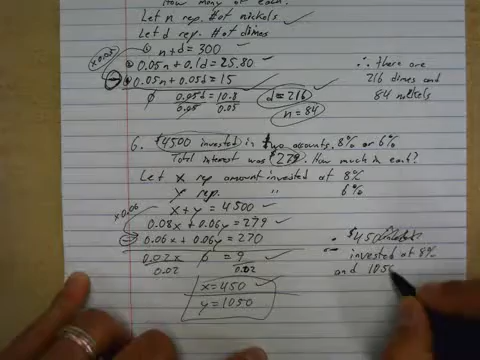 How many of each.
Let n rep. # of nickels
Let d rep. # of dimes
x0.05
① n + d = 300
② 0.05n + 0.1d = 25.80
0.05n + 0.05d = 15
0.05d = 10.8
0.05 0.05
d = 216
n = 84
∴ there are
216 dimes and
84 nickels
6. $4500 invested in two accounts, 8% or 6%
Total interest was $279. How much in each?
Let x rep amount invested at 8%
y rep. " 6%
x0.06
x + y = 4500
0.08x + 0.06y = 279
0.06x + 0.06y = 270
0.02x = 9
0.02 0.02
x = 450
y = 1050
∴ $450
invested at 8%
and 105